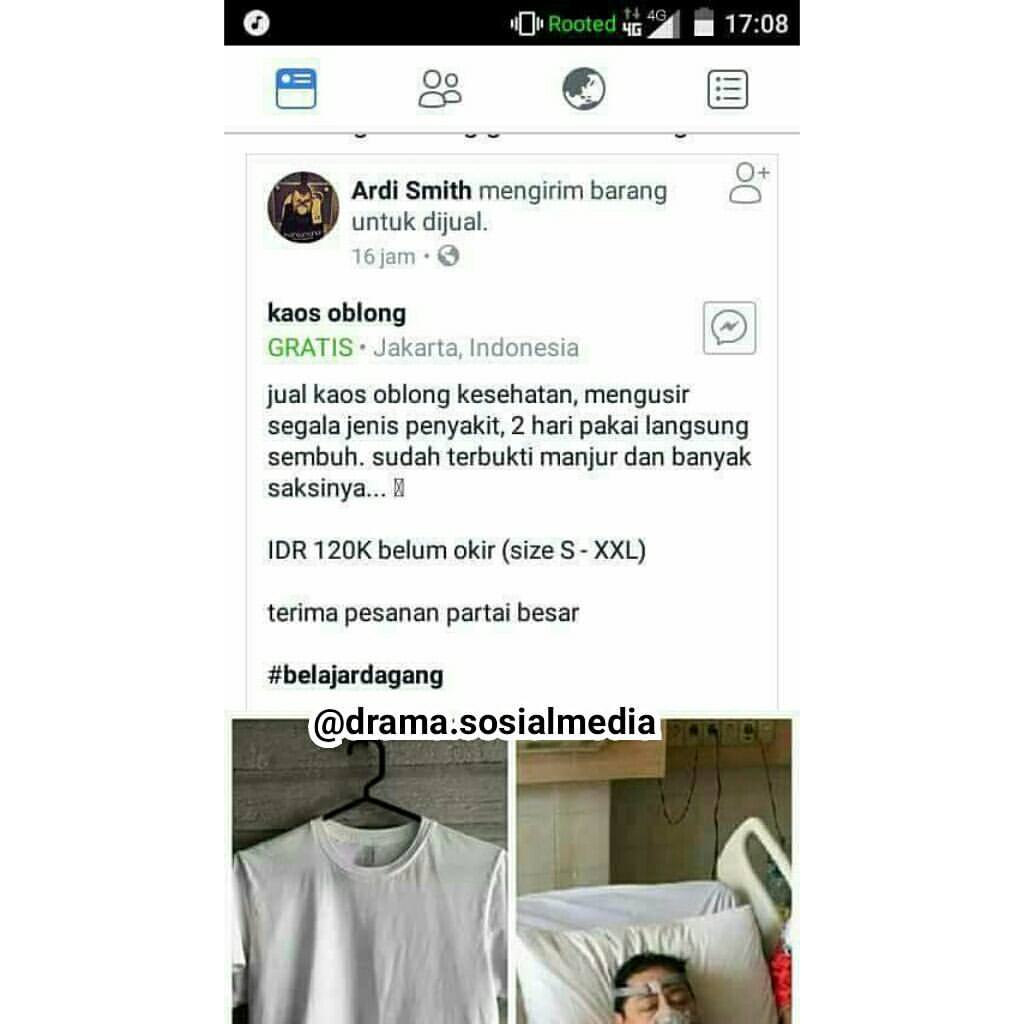 Rooted 4G 4G 17:08
Ardi Smith mengirim barang
untuk dijual.
16 jam •
kaos oblong
GRATIS • Jakarta, Indonesia
jual kaos oblong kesehatan, mengusir
segala jenis penyakit, 2 hari pakai langsung
sembuh. sudah terbukti manjur dan banyak
saksinya...
IDR 120K belum okir (size S - XXL)
terima pesanan partai besar
#belajardagang
@drama.sosialmedia